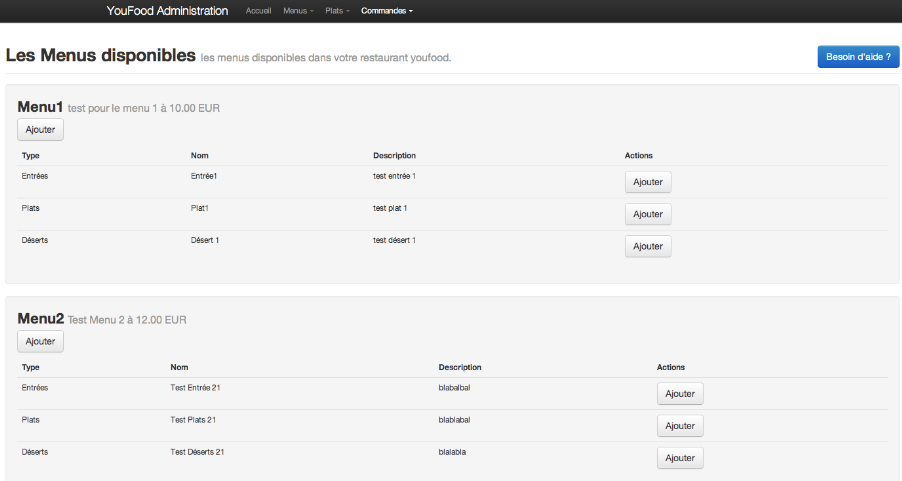 YouFood Administration Accueil Menus Plats Commandes
Les Menus disponibles les menus disponibles dans votre restaurant youfood. Besoin d'aide ?
Menu1 test pour le menu 1 à 10.00 EUR
Ajouter
Type Nom Description Actions
Entrées Entrée1 test entrée 1 Ajouter
Plats Plat1 test plat 1 Ajouter
Déserts Désert 1 test désert 1 Ajouter
Menu2 Test Menu 2 à 12.00 EUR
Ajouter
Type Nom Description Actions
Entrées Test Entrée 21 blabalbal Ajouter
Plats Test Plats 21 blablabal Ajouter
Déserts Test Déserts 21 blalabla Ajouter